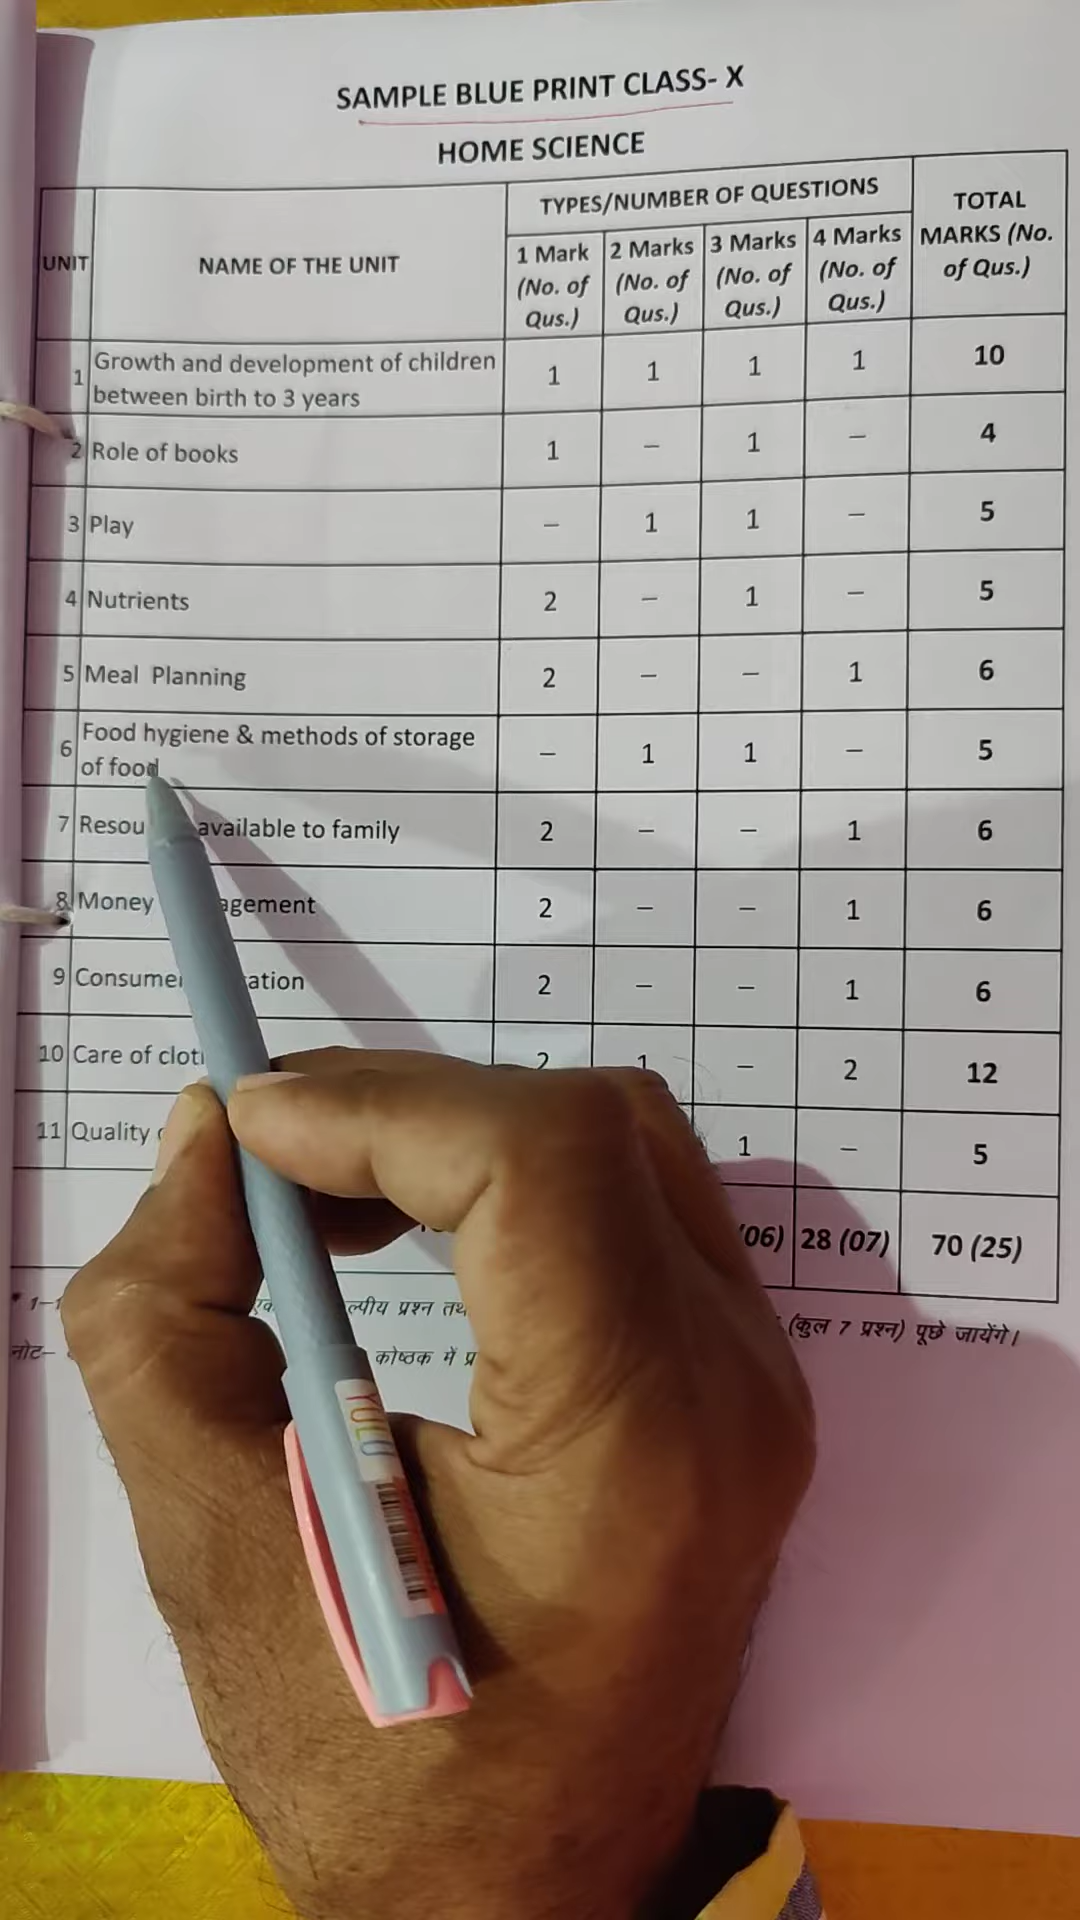 SAMPLE BLUE PRINT CLASS- X
HOME SCIENCE
UNIT NAME OF THE UNIT TYPES/NUMBER OF QUESTIONS TOTAL MARKS (No. of Qus.)
1 Mark (No. of Qus.) 2 Marks (No. of Qus.) 3 Marks (No. of Qus.) 4 Marks (No. of Qus.)
1 Growth and development of children between birth to 3 years 1 1 1 1 10
2 Role of books 1 – 1 – 4
3 Play – 1 1 – 5
4 Nutrients 2 – 1 – 5
5 Meal Planning 2 – – 1 6
6 Food hygiene & methods of storage of food – 1 1 – 5
7 available to family 2 – – 1 6
8 Money 2 – – 1 6
9 2 – – 1 6
10 Care of 2 1 – 2 12
11 Quality 1 – 5
28 (07) 70 (25)
प्रश्न (कुल 7 प्रश्न) पूछे जायेंगे।
नोट– कोष्ठक में
YOLO